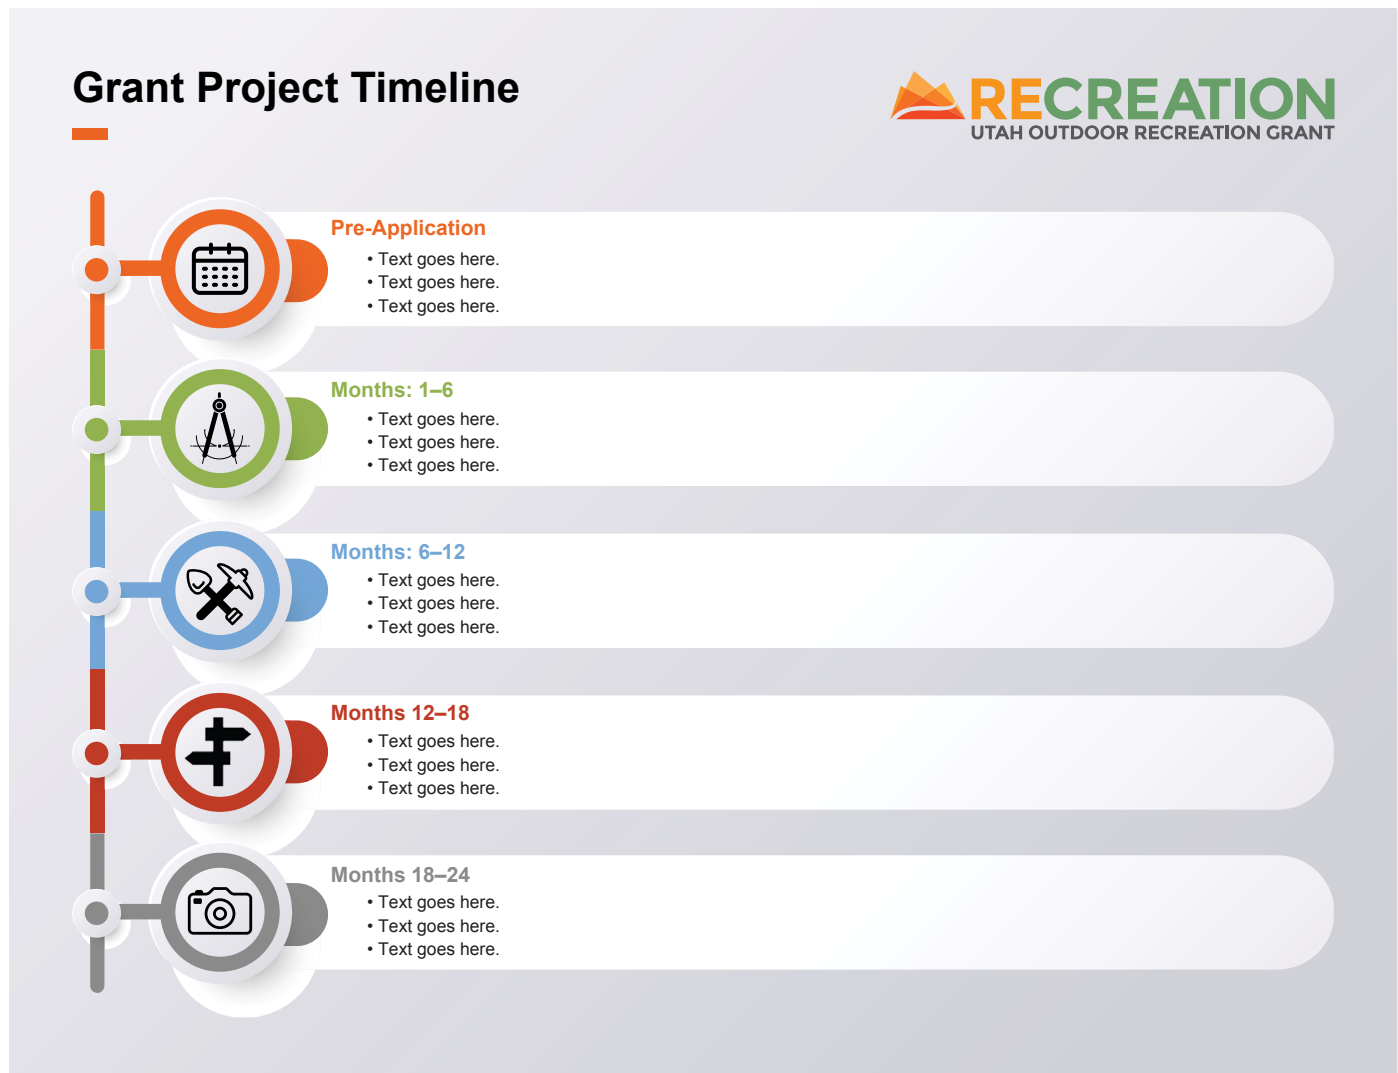 Grant Project Timeline
RECREATION
UTAH OUTDOOR RECREATION GRANT
Pre-Application
• Text goes here.
• Text goes here.
• Text goes here.
Months: 1–6
• Text goes here.
• Text goes here.
• Text goes here.
Months: 6–12
• Text goes here.
• Text goes here.
• Text goes here.
Months 12–18
• Text goes here.
• Text goes here.
• Text goes here.
Months 18–24
• Text goes here.
• Text goes here.
• Text goes here.